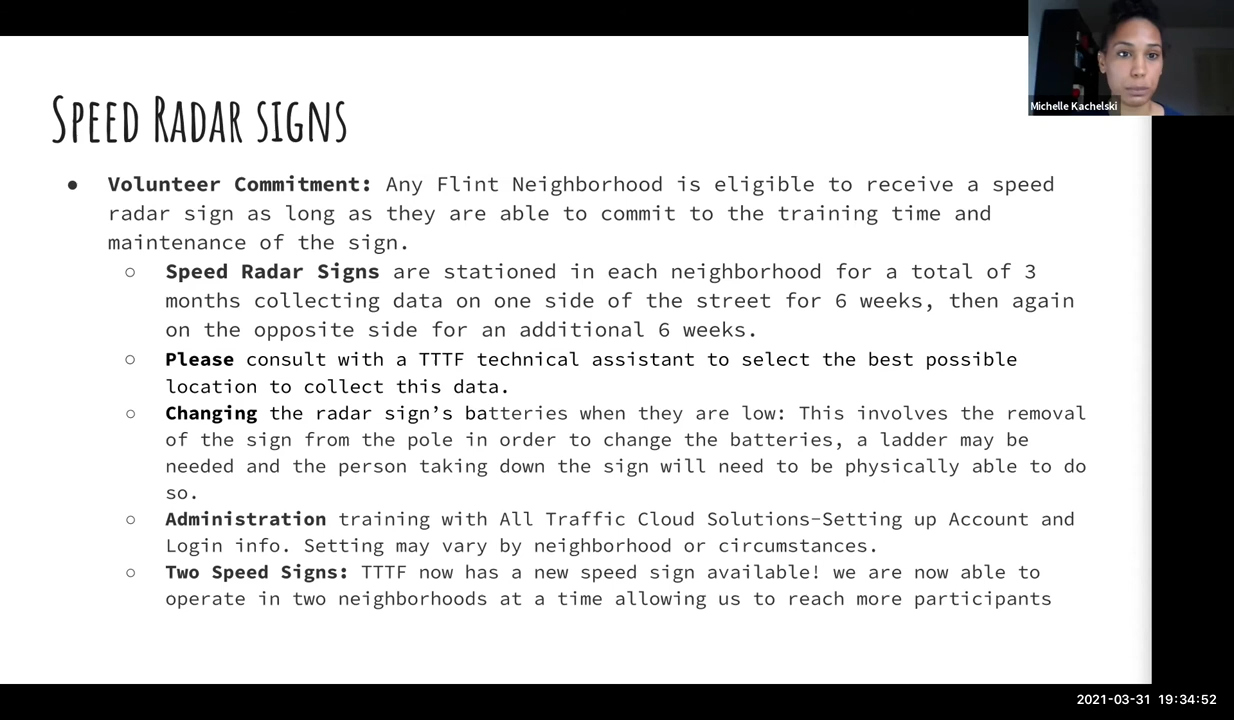 Michelle Kachelski
SPEED RADAR SIGNS
● Volunteer Commitment: Any Flint Neighborhood is eligible to receive a speed
radar sign as long as they are able to commit to the training time and
maintenance of the sign.
○ Speed Radar Signs are stationed in each neighborhood for a total of 3
months collecting data on one side of the street for 6 weeks, then again
on the opposite side for an additional 6 weeks.
○ Please consult with a TTTF technical assistant to select the best possible
location to collect this data.
○ Changing the radar sign’s batteries when they are low: This involves the removal
of the sign from the pole in order to change the batteries, a ladder may be
needed and the person taking down the sign will need to be physically able to do
so.
○ Administration training with All Traffic Cloud Solutions-Setting up Account and
Login info. Setting may vary by neighborhood or circumstances.
○ Two Speed Signs: TTTF now has a new speed sign available! we are now able to
operate in two neighborhoods at a time allowing us to reach more participants
2021-03-31 19:34:52